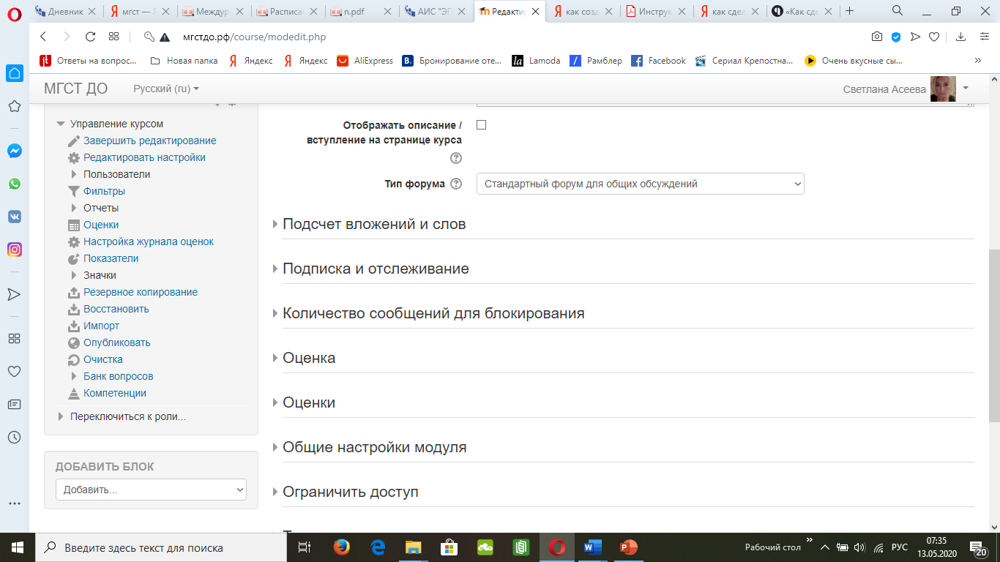 Дневник
мгст — Я
Междур
Расписан
n.pdf
АИС "ЭП
Редакти
как созд
Инструк
как сдел
«Как сде
мгстдо.рф/course/modedit.php
Ответы на вопрос...
Новая папка
Яндекс
Яндекс
AliExpress
Бронирование оте...
Lamoda
Рамблер
Facebook
Сериал Крепостна...
Очень вкусные сы...
МГСТ ДО
Русский (ru)
Светлана Асеева
Управление курсом
Завершить редактирование
Редактировать настройки
Пользователи
Фильтры
Отчеты
Оценки
Настройка журнала оценок
Показатели
Значки
Резервное копирование
Восстановить
Импорт
Опубликовать
Очистка
Банк вопросов
Компетенции
Переключиться к роли...
ДОБАВИТЬ БЛОК
Добавить...
Отображать описание /
вступление на странице курса
Тип форума
Стандартный форум для общих обсуждений
Подсчет вложений и слов
Подписка и отслеживание
Количество сообщений для блокирования
Оценка
Оценки
Общие настройки модуля
Ограничить доступ
Введите здесь текст для поиска
Рабочий стол
РУС
07:35
13.05.2020
20